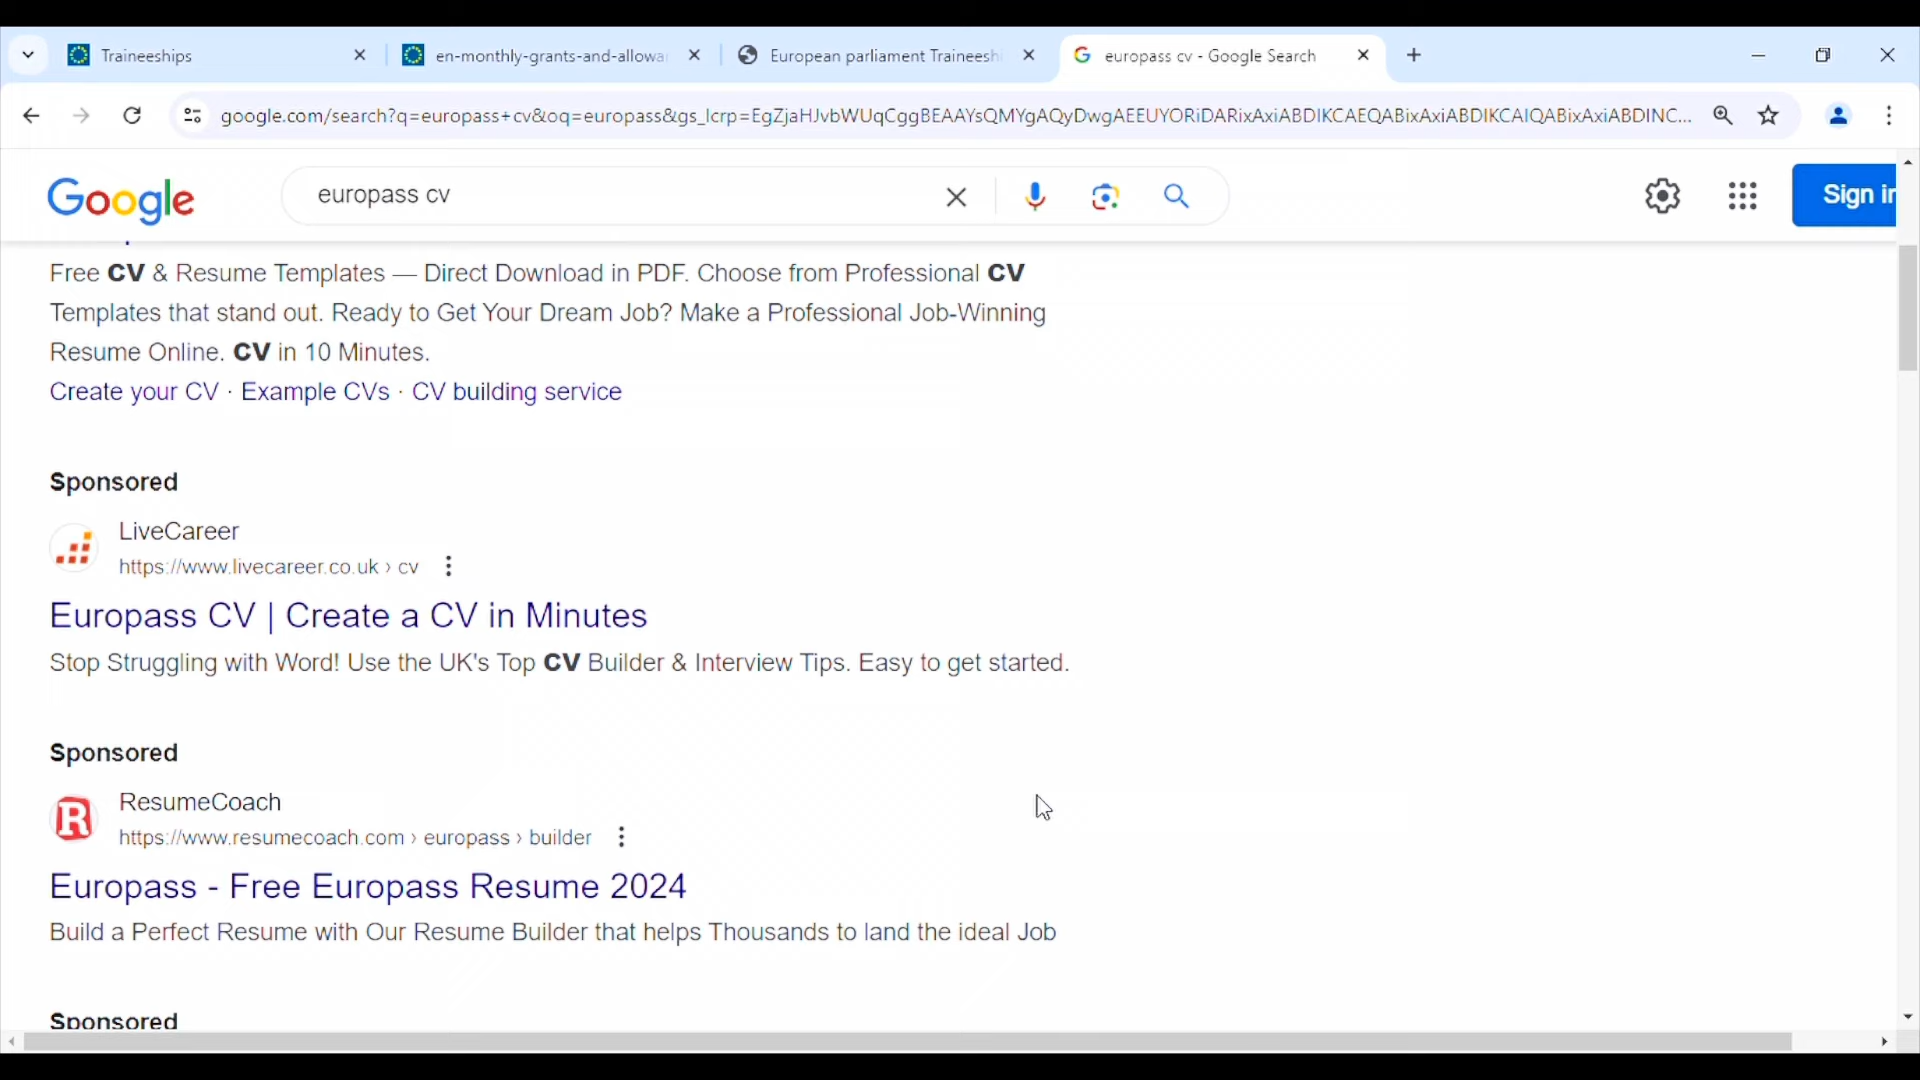 Traineeships
en-monthly-grants-and-allowa
European parliament Traineeshi
europass cv - Google Search
google.com/search?q=europass+cv&oq=europass&gs_lcrp=EgZjaHJvbWUqCggBEAAYsQMYgAQyDwgAEEUYORiDARixAxiABDIKCAEQABixAxiABDIKCAIQABixAxiABDINC...
Google
europass cv
Sign in
Free CV & Resume Templates — Direct Download in PDF. Choose from Professional CV
Templates that stand out. Ready to Get Your Dream Job? Make a Professional Job-Winning
Resume Online. CV in 10 Minutes.
Create your CV · Example CVs · CV building service
Sponsored
LiveCareer
https://www.livecareer.co.uk › cv
Europass CV | Create a CV in Minutes
Stop Struggling with Word! Use the UK's Top CV Builder & Interview Tips. Easy to get started.
Sponsored
R
ResumeCoach
https://www.resumecoach.com › europass › builder
Europass - Free Europass Resume 2024
Build a Perfect Resume with Our Resume Builder that helps Thousands to land the ideal Job
Sponsored